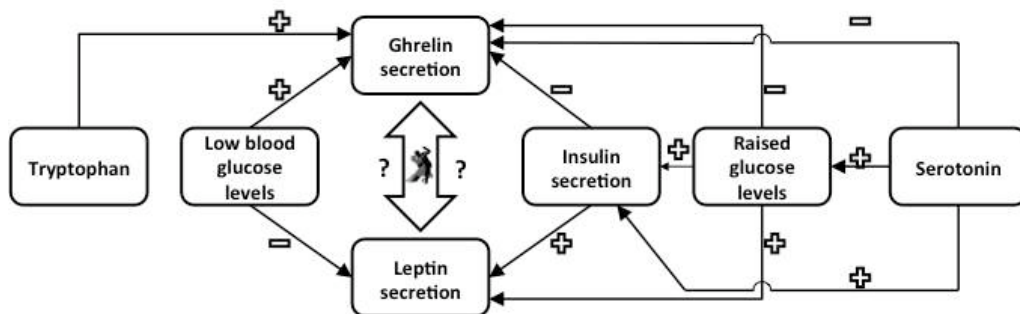 Ghrelin
secretion
Tryptophan
Low blood
glucose
levels
?
?
Insulin
secretion
Raised
glucose
levels
Serotonin
Leptin
secretion